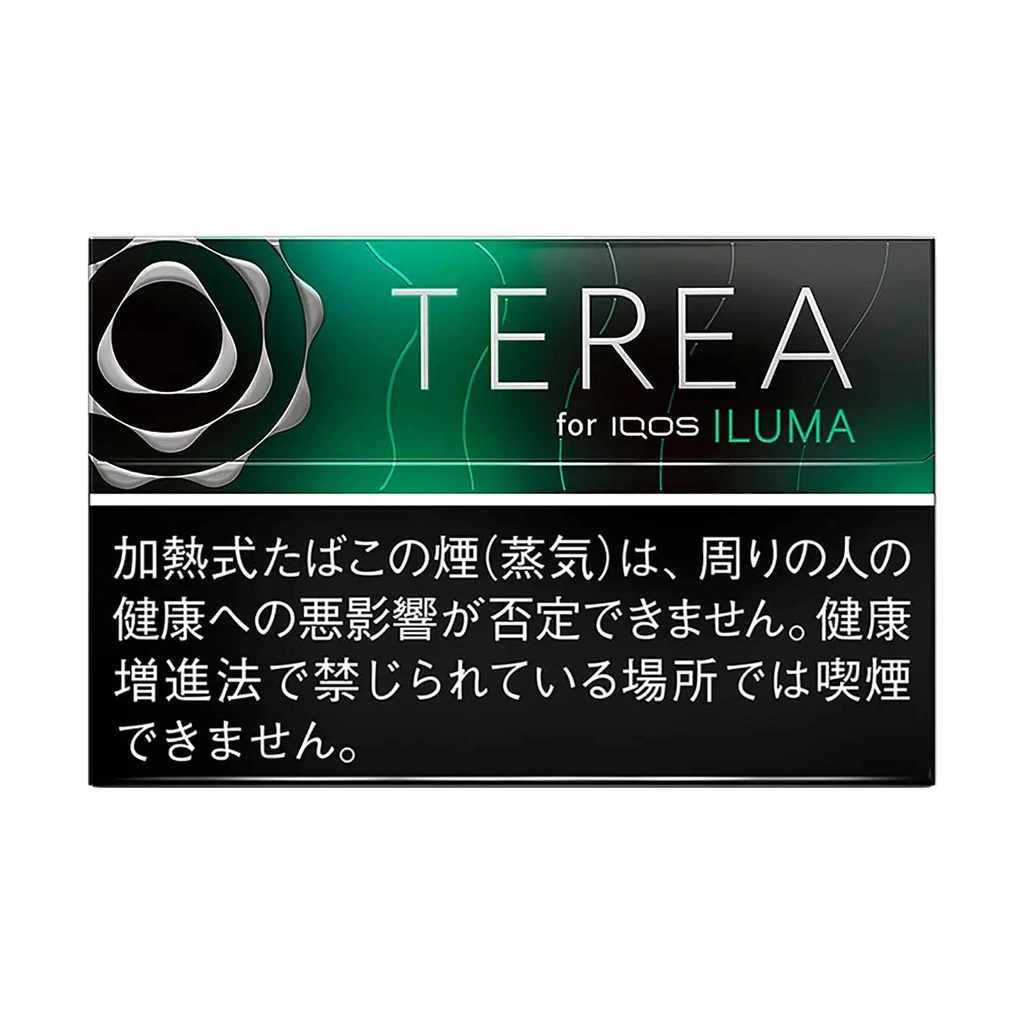 TEREA
for IQOS ILUMA
加熱式たばこの煙(蒸気)は、周りの人の
健康への悪影響が否定できません。健康
増進法で禁じられている場所では喫煙
できません。